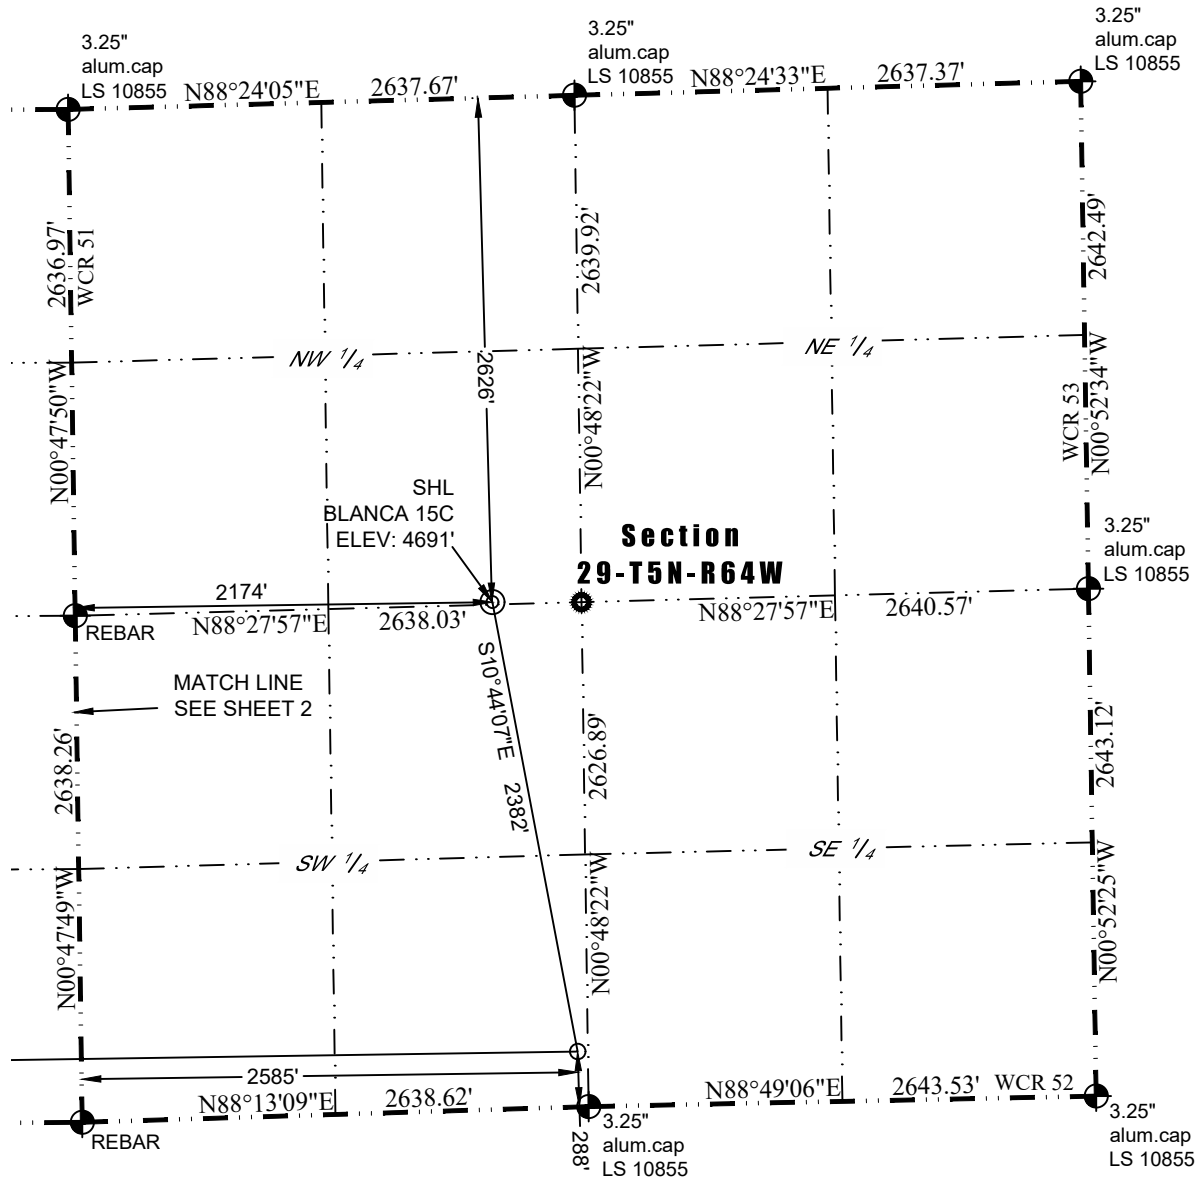 3.25"
alum.cap
LS 10855
3.25"
alum.cap
LS 10855
3.25"
alum.cap
LS 10855
N88°24'05"E
2637.67'
N88°24'33"E
2637.37'
2636.97'
WCR 51
2639.92'
2642.49'
NW 1/4
NE 1/4
2626'
N00°47'50"W
N00°48'22"W
WCR 53
N00°52'34"W
SHL
BLANCA 15C
ELEV: 4691'
Section
29-T5N-R64W
3.25"
alum.cap
LS 10855
2174'
REBAR
N88°27'57"E
2638.03'
N88°27'57"E
2640.57'
MATCH LINE
SEE SHEET 2
S10°44'07"E 2382'
2638.26'
2626.89'
2643.12'
SW 1/4
SE 1/4
N00°47'49"W
N00°48'22"W
N00°52'25"W
2585'
N88°13'09"E
2638.62'
N88°49'06"E
2643.53'
WCR 52
REBAR
288'
3.25"
alum.cap
LS 10855
3.25"
alum.cap
LS 10855